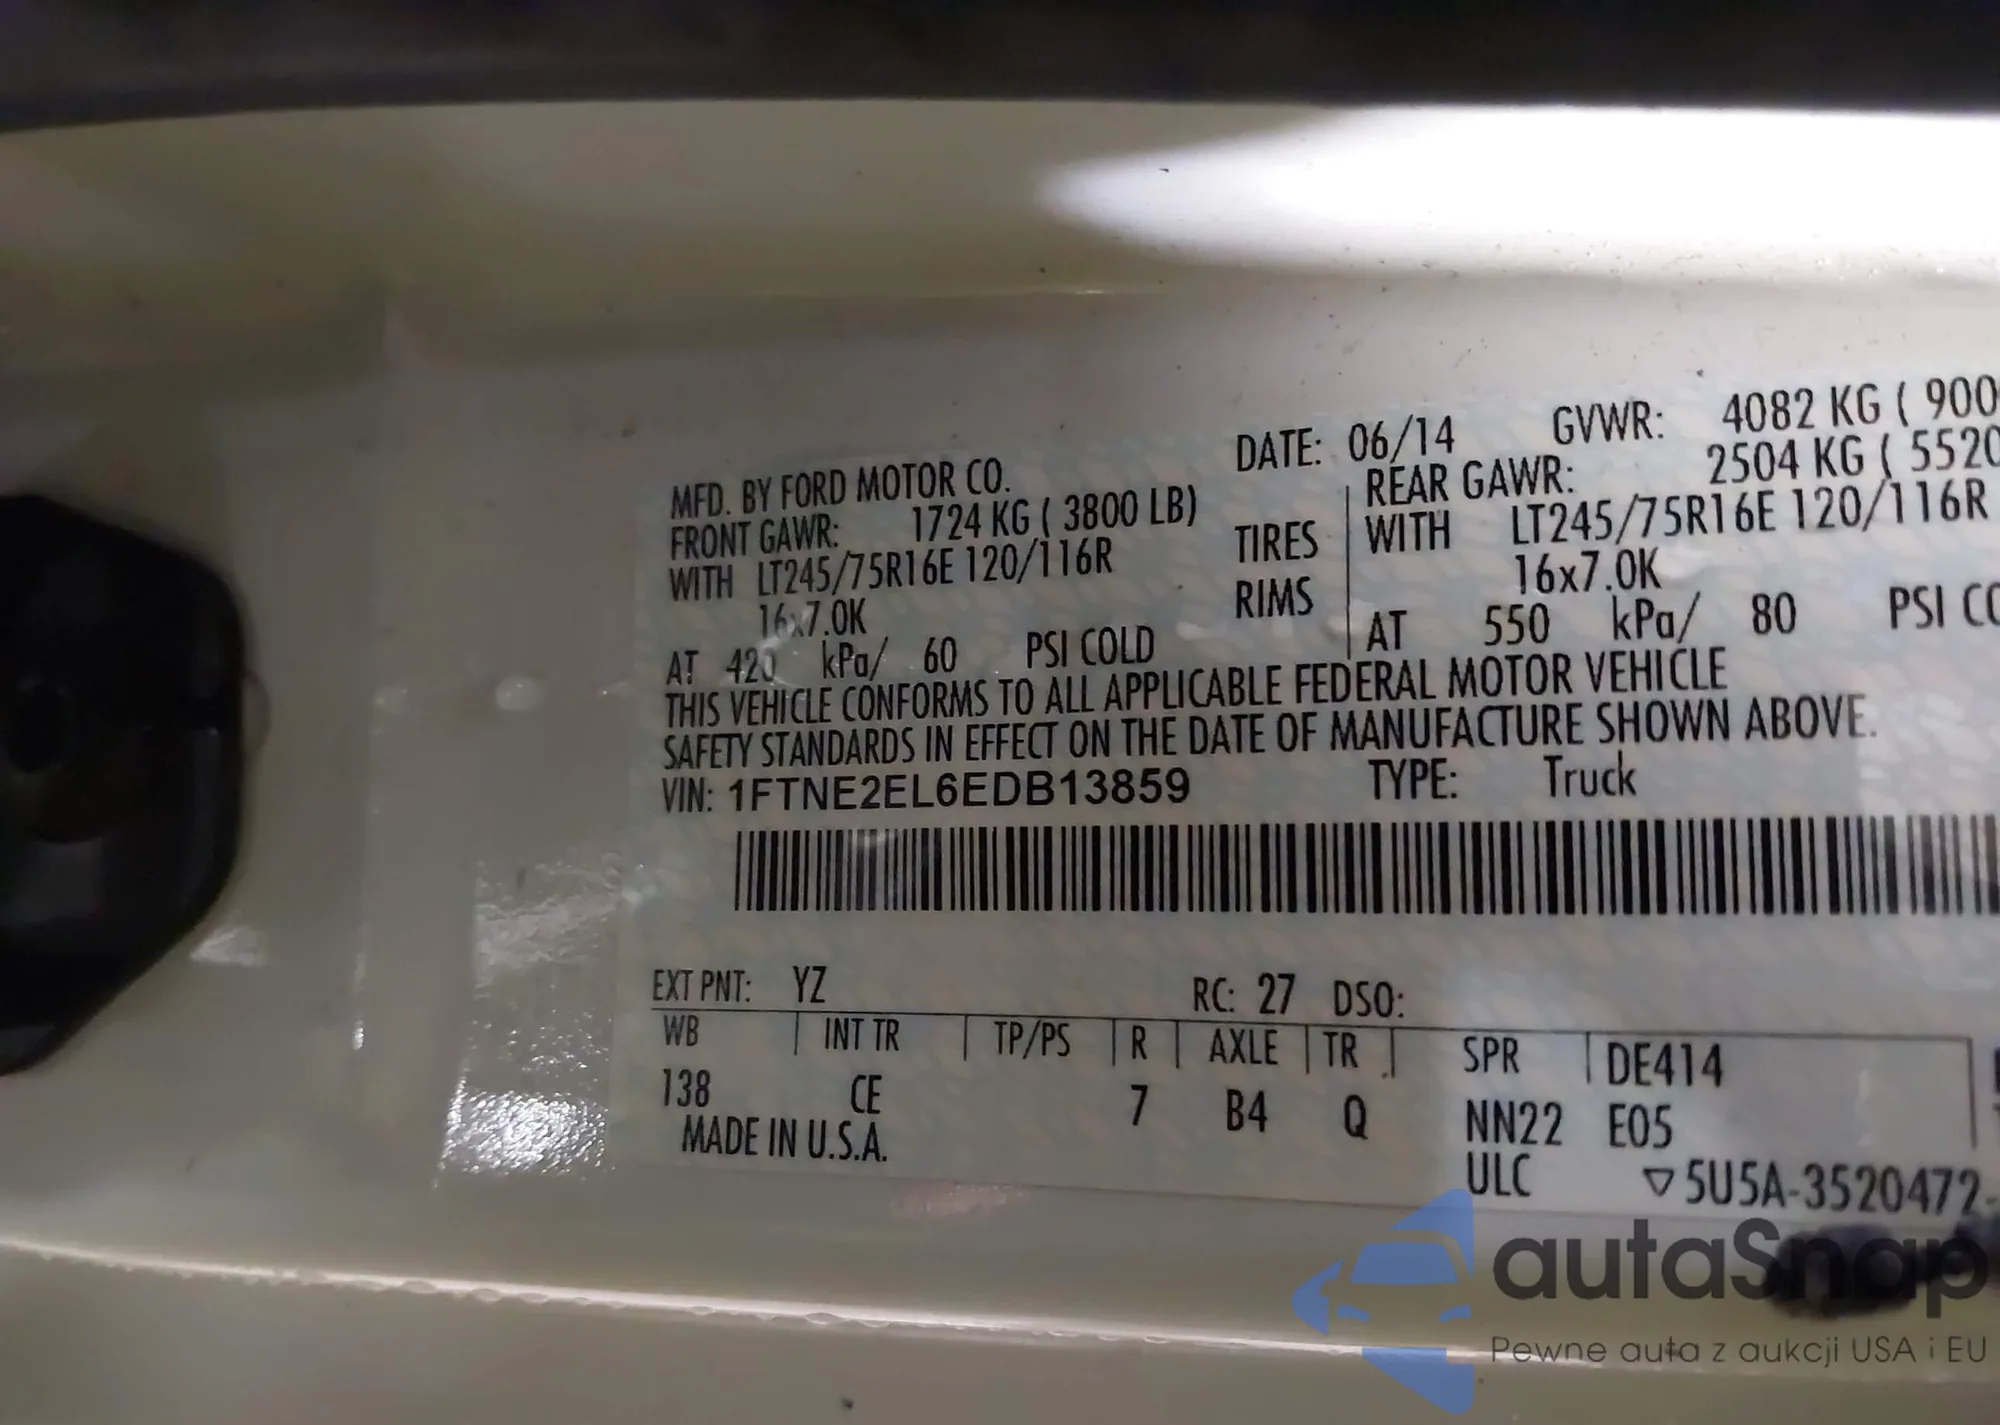 MFD. BY FORD MOTOR CO. DATE: 06/14 GVWR: 4082 KG ( 900
FRONT GAWR: 1724 KG ( 3800 LB) REAR GAWR: 2504 KG ( 5520
WITH LT245/75R16E 120/116R TIRES WITH LT245/75R16E 120/116R
16x7.0K RIMS 16x7.0K
AT 420 kPa/ 60 PSI COLD AT 550 kPa/ 80 PSI CO
THIS VEHICLE CONFORMS TO ALL APPLICABLE FEDERAL MOTOR VEHICLE
SAFETY STANDARDS IN EFFECT ON THE DATE OF MANUFACTURE SHOWN ABOVE.
VIN: 1FTNE2EL6EDB13859 TYPE: Truck
EXT PNT: YZ RC: 27 DSO:
WB INT TR TP/PS R AXLE TR SPR DE414
138 CE 7 B4 Q NN22 E05
MADE IN U.S.A. ULC ▽5U5A-3520472-
autaSnap
Pewne auta z aukcji USA i EU